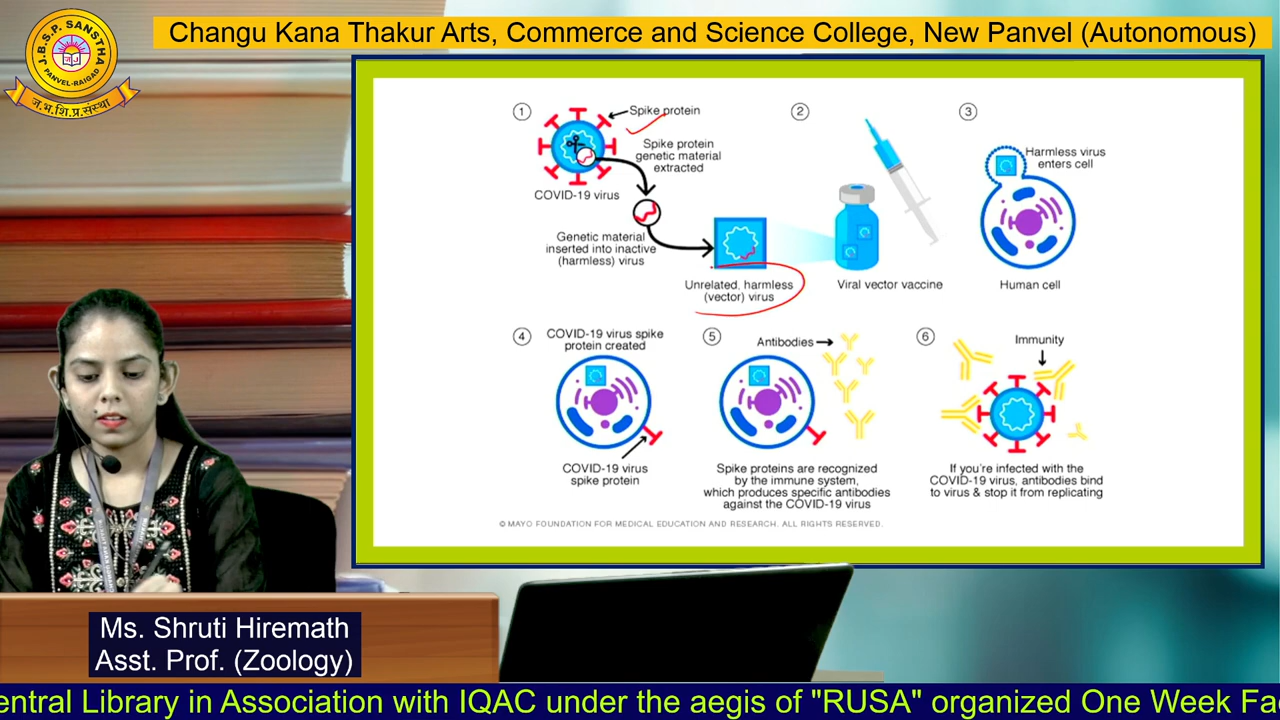 Changu Kana Thakur Arts, Commerce and Science College, New Panvel (Autonomous)
J.B.S.P. SANSTHA
PANVEL-RAIGAD
ज.भ.शि.प्र.संस्था
1
Spike protein
Spike protein
genetic material
extracted
COVID-19 virus
Genetic material
inserted into inactive
(harmless) virus
Unrelated, harmless
(vector) virus
2
Viral vector vaccine
3
Harmless virus
enters cell
Human cell
4
COVID-19 virus spike
protein created
COVID-19 virus
spike protein
5
Antibodies
Spike proteins are recognized
by the immune system,
which produces specific antibodies
against the COVID-19 virus
6
Immunity
If you're infected with the
COVID-19 virus, antibodies bind
to virus & stop it from replicating
© MAYO FOUNDATION FOR MEDICAL EDUCATION AND RESEARCH. ALL RIGHTS RESERVED.
Ms. Shruti Hiremath
Asst. Prof. (Zoology)
entral Library in Association with IQAC under the aegis of "RUSA" organized One Week Fa